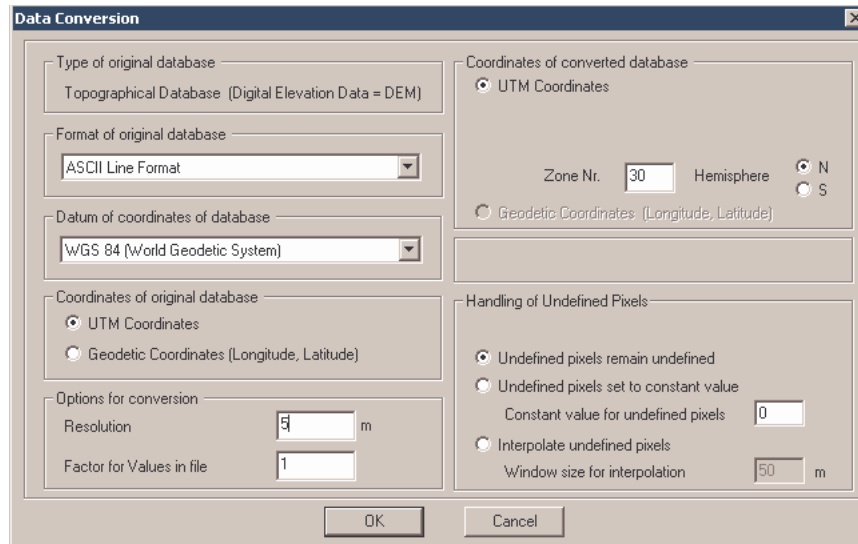 Data Conversion
Type of original database
Topographical Database (Digital Elevation Data = DEM)
Format of original database
ASCII Line Format
Datum of coordinates of database
WGS 84 (World Geodetic System)
Coordinates of original database
UTM Coordinates
Geodetic Coordinates (Longitude, Latitude)
Options for conversion
Resolution 5 m
Factor for Values in file 1
Coordinates of converted database
UTM Coordinates
Zone Nr. 30 Hemisphere N
S
Geodetic Coordinates (Longitude, Latitude)
Handling of Undefined Pixels
Undefined pixels remain undefined
Undefined pixels set to constant value
Constant value for undefined pixels 0
Interpolate undefined pixels
Window size for interpolation 50 m
OK Cancel